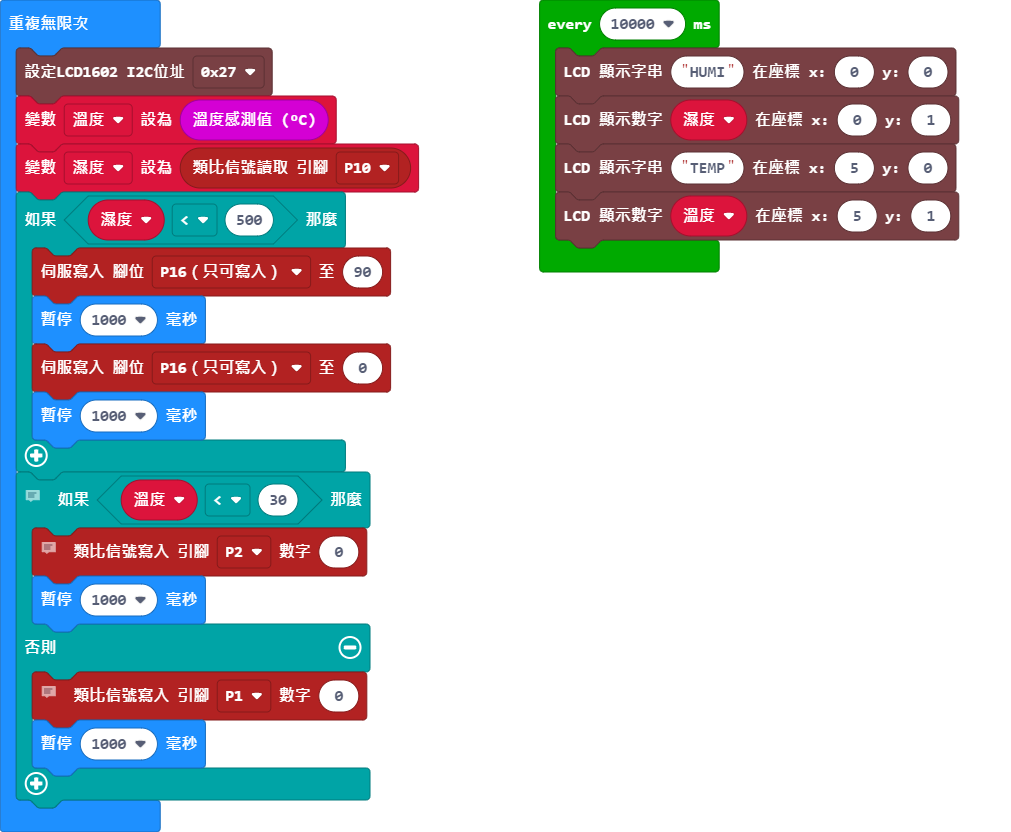 重複無限次
設定LCD1602 I2C位址 0x27
變數 溫度 設為 溫度感測值 (ºC)
變數 濕度 設為 類比信號讀取 引腳 P10
如果 濕度 < 500 那麼
伺服寫入 腳位 P16（只可寫入） 至 90
暫停 1000 毫秒
伺服寫入 腳位 P16（只可寫入） 至 0
暫停 1000 毫秒
如果 溫度 < 30 那麼
類比信號寫入 引腳 P2 數字 0
暫停 1000 毫秒
否則
類比信號寫入 引腳 P1 數字 0
暫停 1000 毫秒
every 10000 ms
LCD 顯示字串 "HUMI" 在座標 x: 0 y: 0
LCD 顯示數字 濕度 在座標 x: 0 y: 1
LCD 顯示字串 "TEMP" 在座標 x: 5 y: 0
LCD 顯示數字 溫度 在座標 x: 5 y: 1